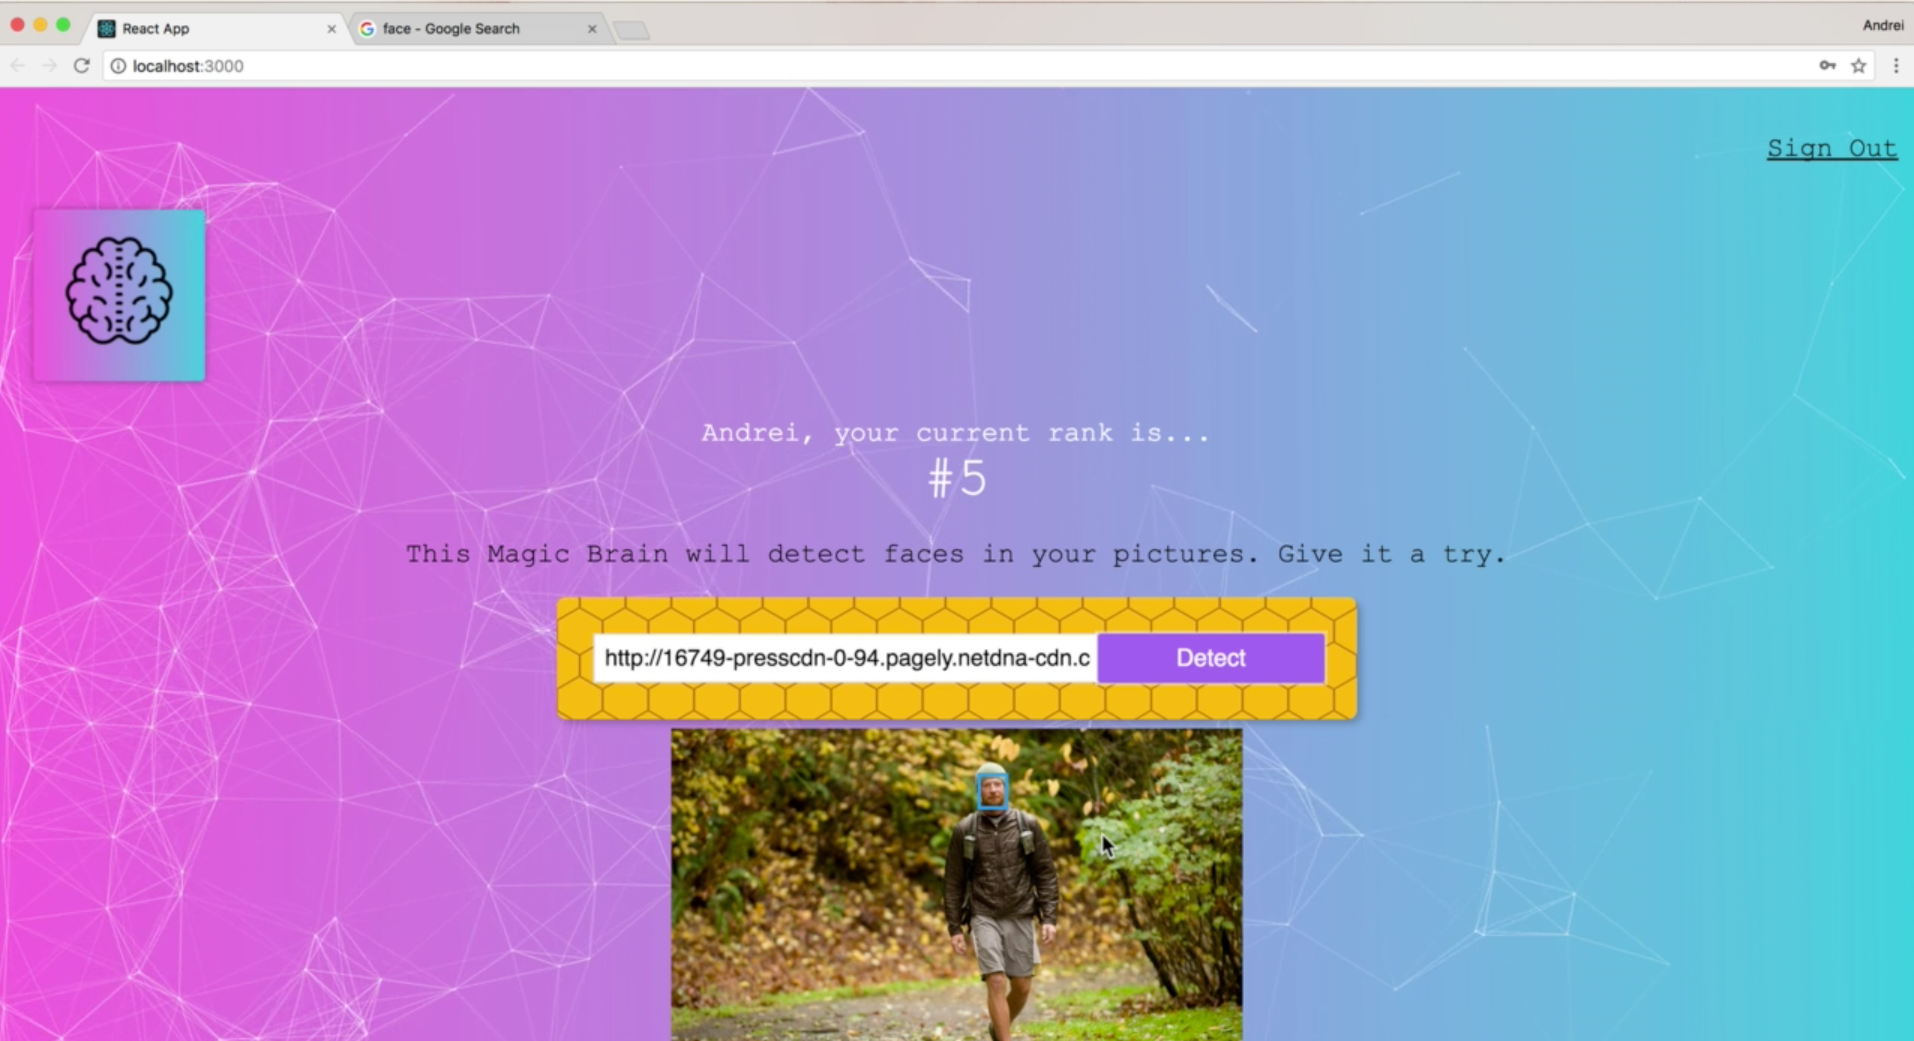 React App
face - Google Search
Andrei
localhost:3000
Sign Out
Andrei, your current rank is...
#5
This Magic Brain will detect faces in your pictures. Give it a try.
http://16749-presscdn-0-94.pagely.netdna-cdn.c
Detect